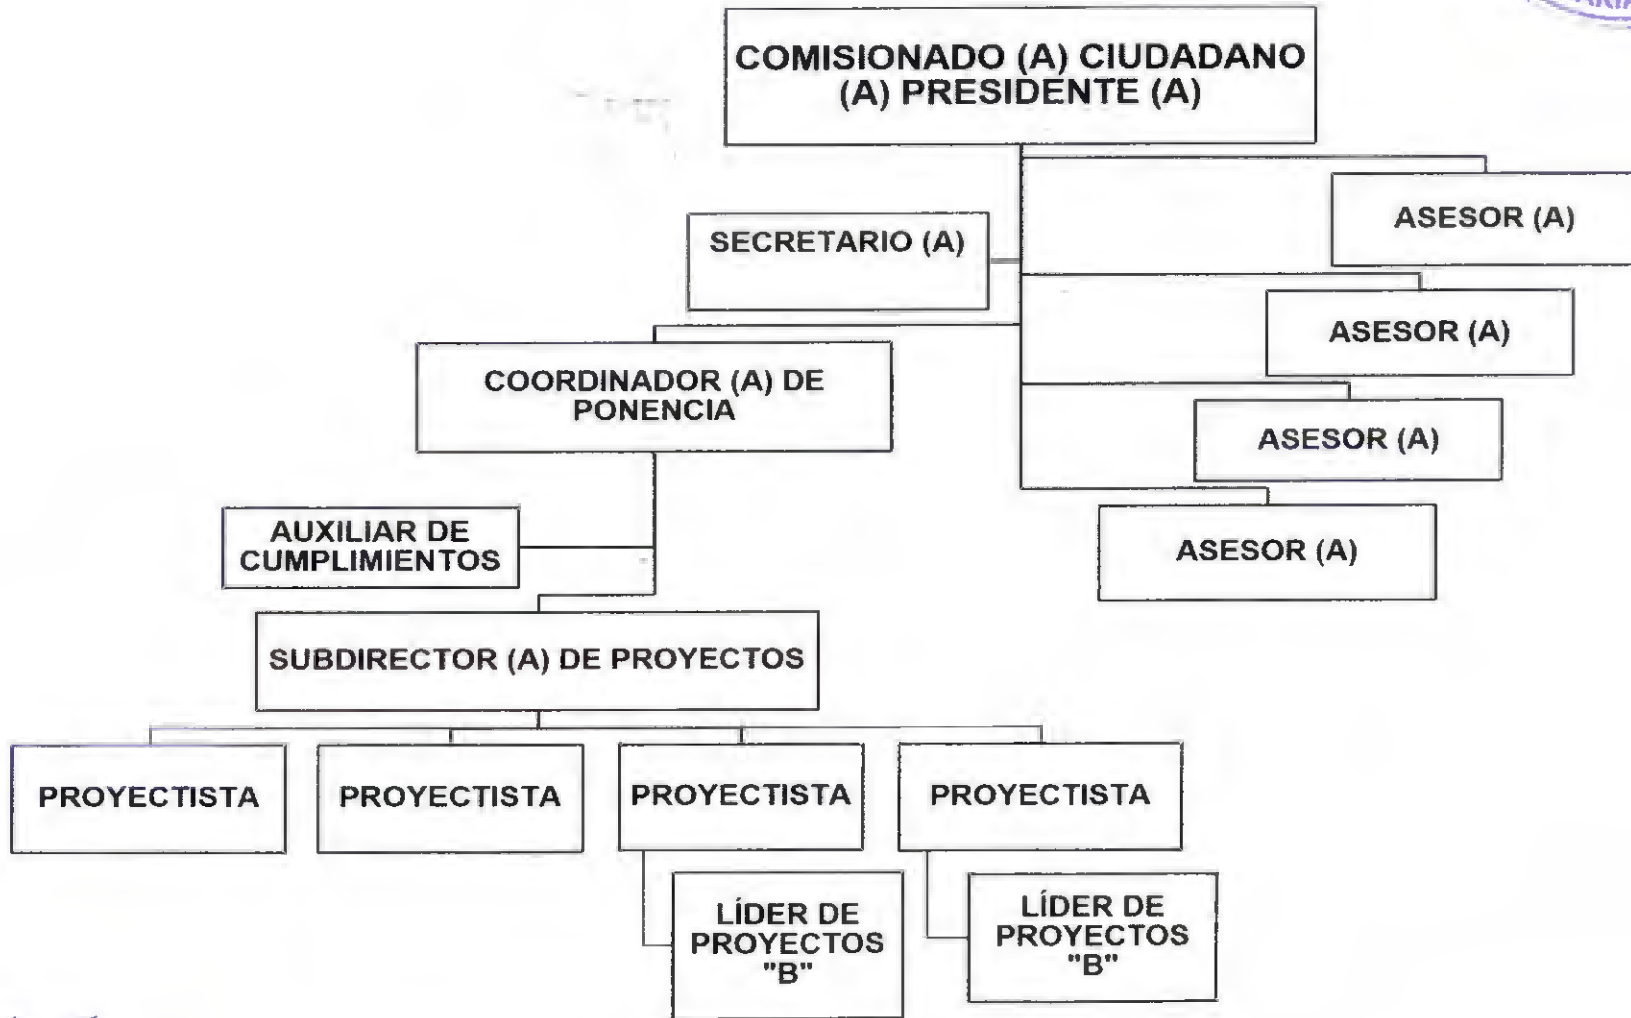 COMISIONADO (A) CIUDADANO
(A) PRESIDENTE (A)
ASESOR (A)
SECRETARIO (A)
ASESOR (A)
COORDINADOR (A) DE
PONENCIA
ASESOR (A)
AUXILIAR DE
CUMPLIMIENTOS
ASESOR (A)
SUBDIRECTOR (A) DE PROYECTOS
PROYECTISTA
PROYECTISTA
PROYECTISTA
PROYECTISTA
LÍDER DE
PROYECTOS
"B"
LÍDER DE
PROYECTOS
"B"